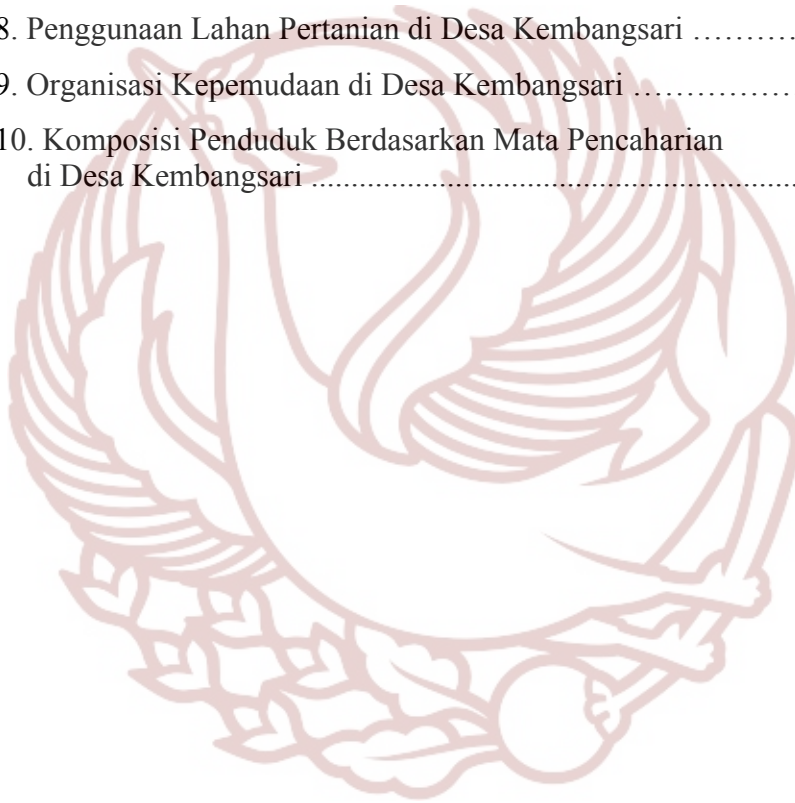 8. Penggunaan Lahan Pertanian di Desa Kembangsari ……….
9. Organisasi Kepemudaan di Desa Kembangsari ……………
10. Komposisi Penduduk Berdasarkan Mata Pencaharian
di Desa Kembangsari ..............................................................